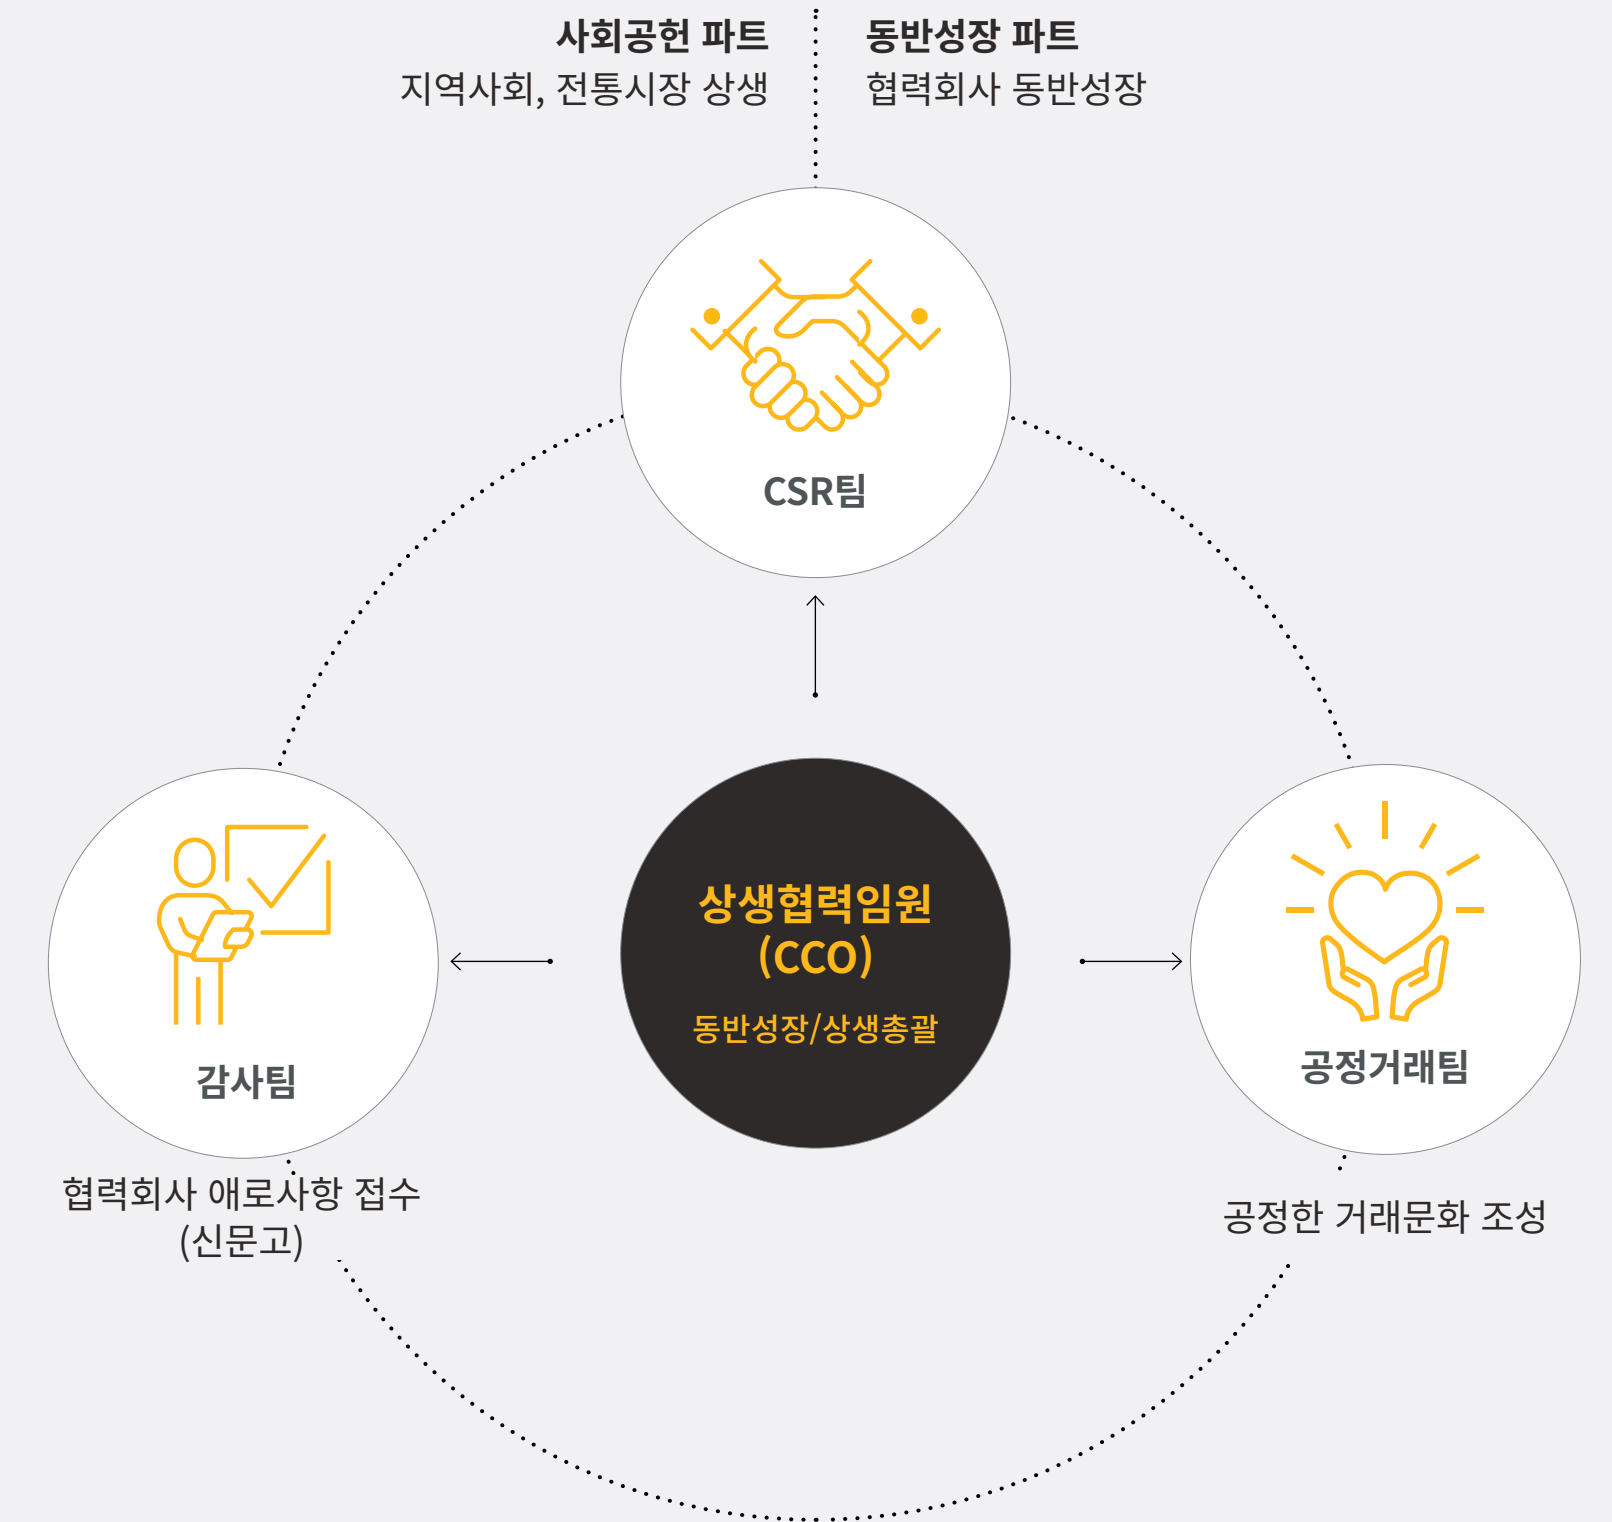 사회공헌 파트
지역사회, 전통시장 상생
동반성장 파트
협력회사 동반성장
CSR팀
상생협력임원
(CCO)
동반성장/상생총괄
감사팀
협력회사 애로사항 접수
(신문고)
공정거래팀
공정한 거래문화 조성